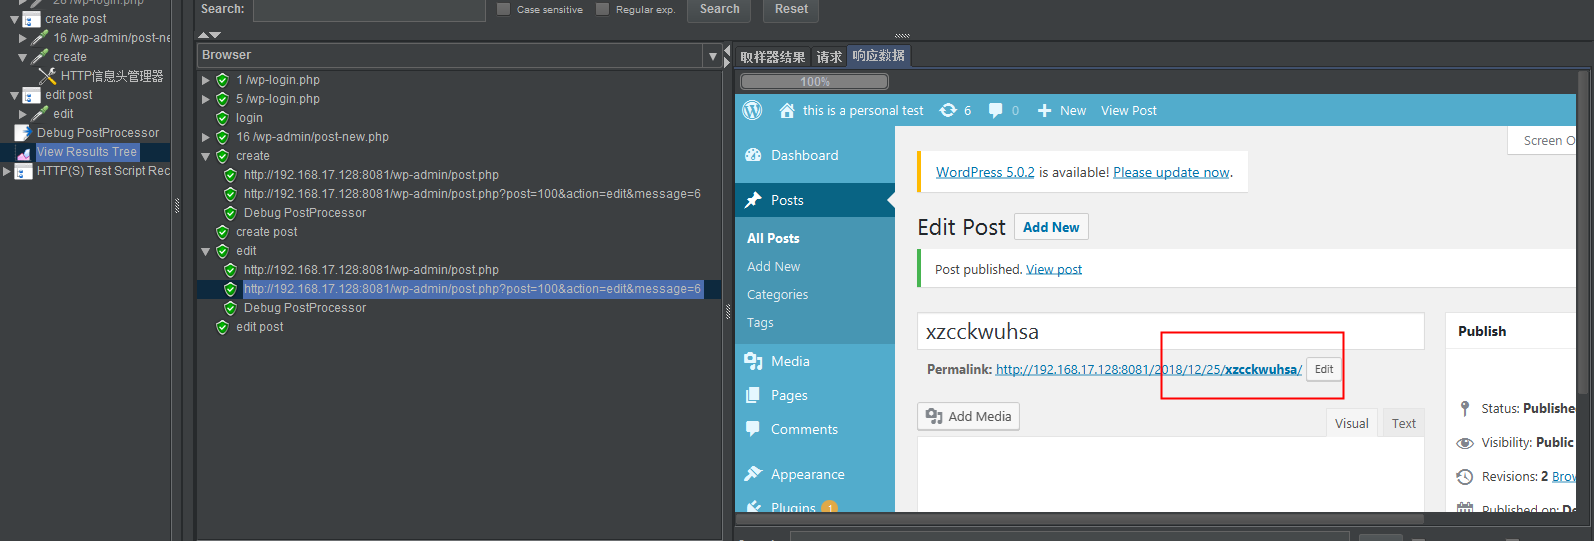 28 /wp-login.php
create post
16 /wp-admin/post-ne
create
HTTP信息头管理器
edit post
edit
Debug PostProcessor
View Results Tree
HTTP(S) Test Script Rec
Search:
Case sensitive
Regular exp.
Search
Reset
Browser
1 /wp-login.php
5 /wp-login.php
login
16 /wp-admin/post-new.php
create
http://192.168.17.128:8081/wp-admin/post.php
http://192.168.17.128:8081/wp-admin/post.php?post=100&action=edit&message=6
Debug PostProcessor
create post
edit
http://192.168.17.128:8081/wp-admin/post.php
http://192.168.17.128:8081/wp-admin/post.php?post=100&action=edit&message=6
Debug PostProcessor
edit post
取样器结果 请求 响应数据
100%
this is a personal test 6 0 New View Post
Dashboard
Posts
All Posts
Add New
Categories
Tags
Media
Pages
Comments
Appearance
Plugins 1
Screen O
WordPress 5.0.2 is available! Please update now.
Edit Post Add New
Post published. View post
xzcckwuhsa
Permalink: http://192.168.17.128:8081/2018/12/25/xzcckwuhsa/ Edit
Add Media
Visual Text
Publish
Status: Publishe
Visibility: Public
Revisions: 2 Brow
Published on: De